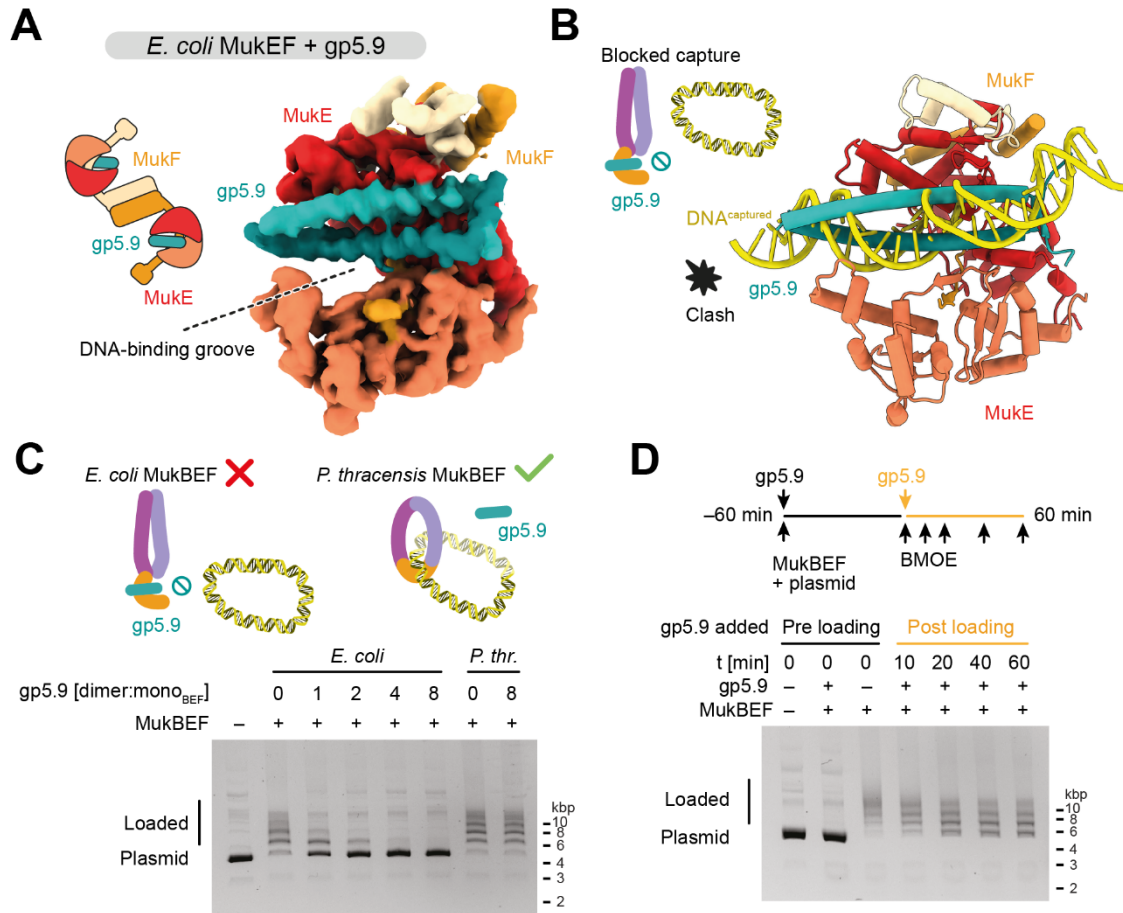 A
E. coli MukEF + gp5.9
MukE
MukF
gp5.9
MukF
gp5.9
MukE
DNA-binding groove
B
Blocked capture
MukF
gp5.9
DNAcaptured
gp5.9
Clash
MukE
C
E. coli MukBEF
P. thracensis MukBEF
gp5.9
gp5.9
E. coli P. thr.
gp5.9 [dimer:monoBEF] 0 1 2 4 8 0 8
MukBEF – + + + + + + +
kbp
Loaded
10
8
6
Plasmid
4
3
2
D
gp5.9 gp5.9
–60 min 60 min
MukBEF
+ plasmid
BMOE
gp5.9 added Pre loading Post loading
t [min] 0 0 0 10 20 40 60
gp5.9 – + – + + + +
MukBEF – + + + + + +
kbp
Loaded
10
8
Plasmid
6
4
3
2